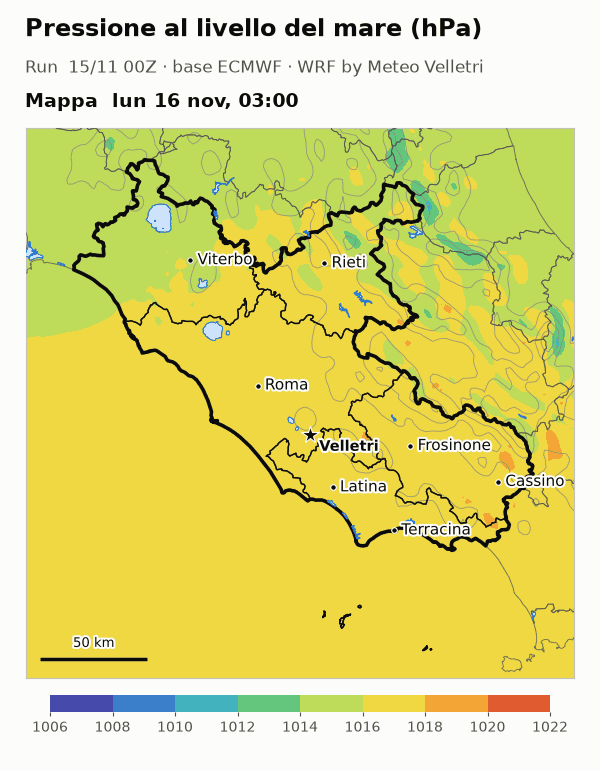 Pressione al livello del mare (hPa)
Run  15/11 00Z · base ECMWF · WRF by Meteo Velletri
Mappa  lun 16 nov, 03:00
Viterbo
Rieti
Roma
Velletri
Frosinone
Cassino
Latina
Terracina
50 km
1006 1008 1010 1012 1014 1016 1018 1020 1022